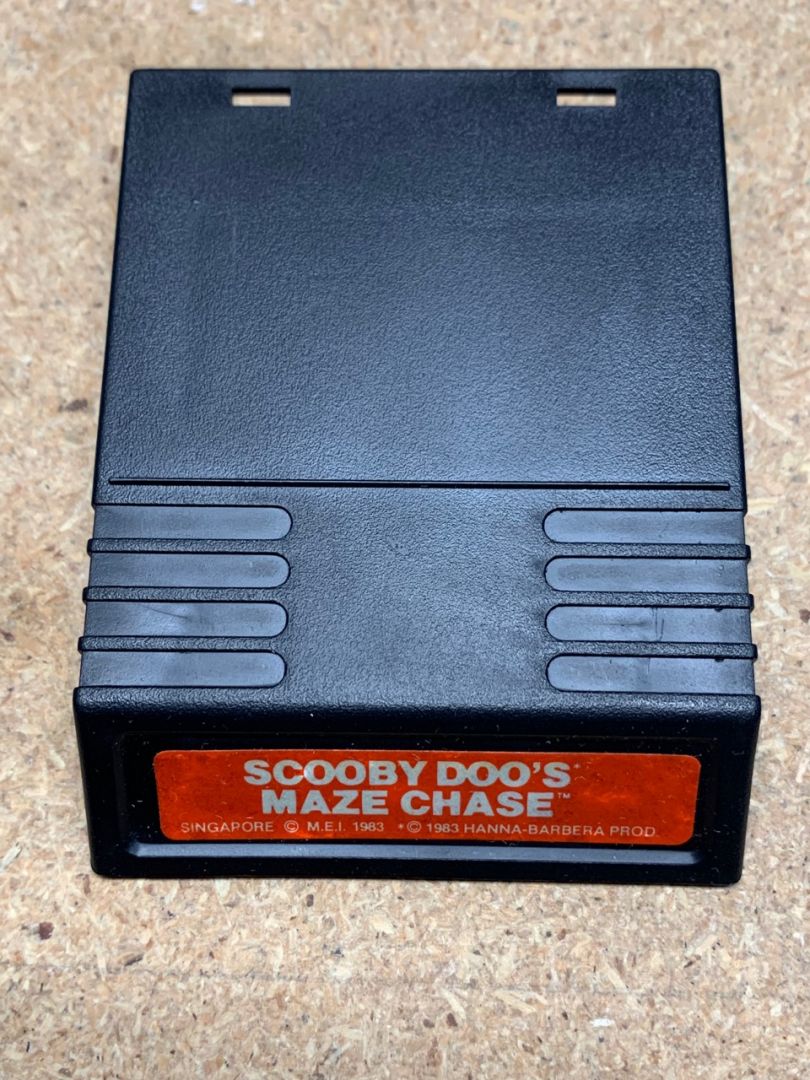 SCOOBY DOO'S*
MAZE CHASE™
SINGAPORE © M.E.I. 1983 *© 1983 HANNA-BARBERA PROD